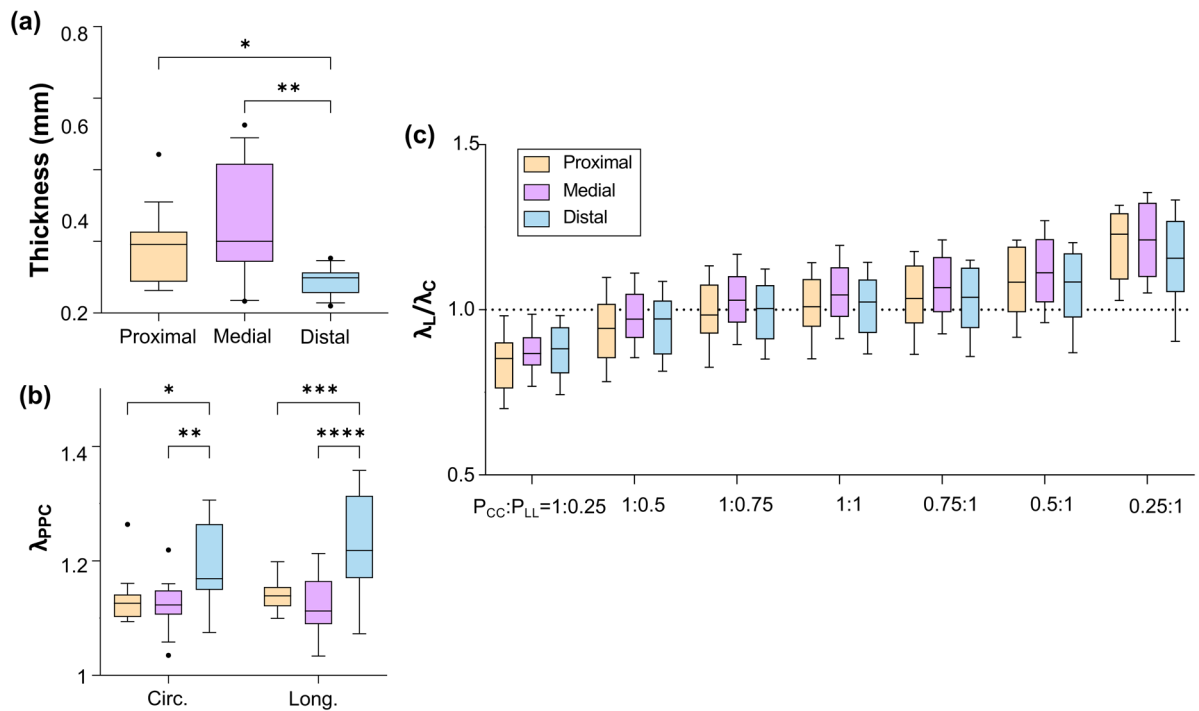 (a)
0.8
0.6
0.4
0.2
Thickness (mm)
*
**
Proximal
Medial
Distal
(b)
1.4
1.2
1
λPPC
*
**
***
****
Circ.
Long.
(c)
1.5
1.0
0.5
λL/λC
Proximal
Medial
Distal
PCC:PLL=1:0.25
1:0.5
1:0.75
1:1
0.75:1
0.5:1
0.25:1